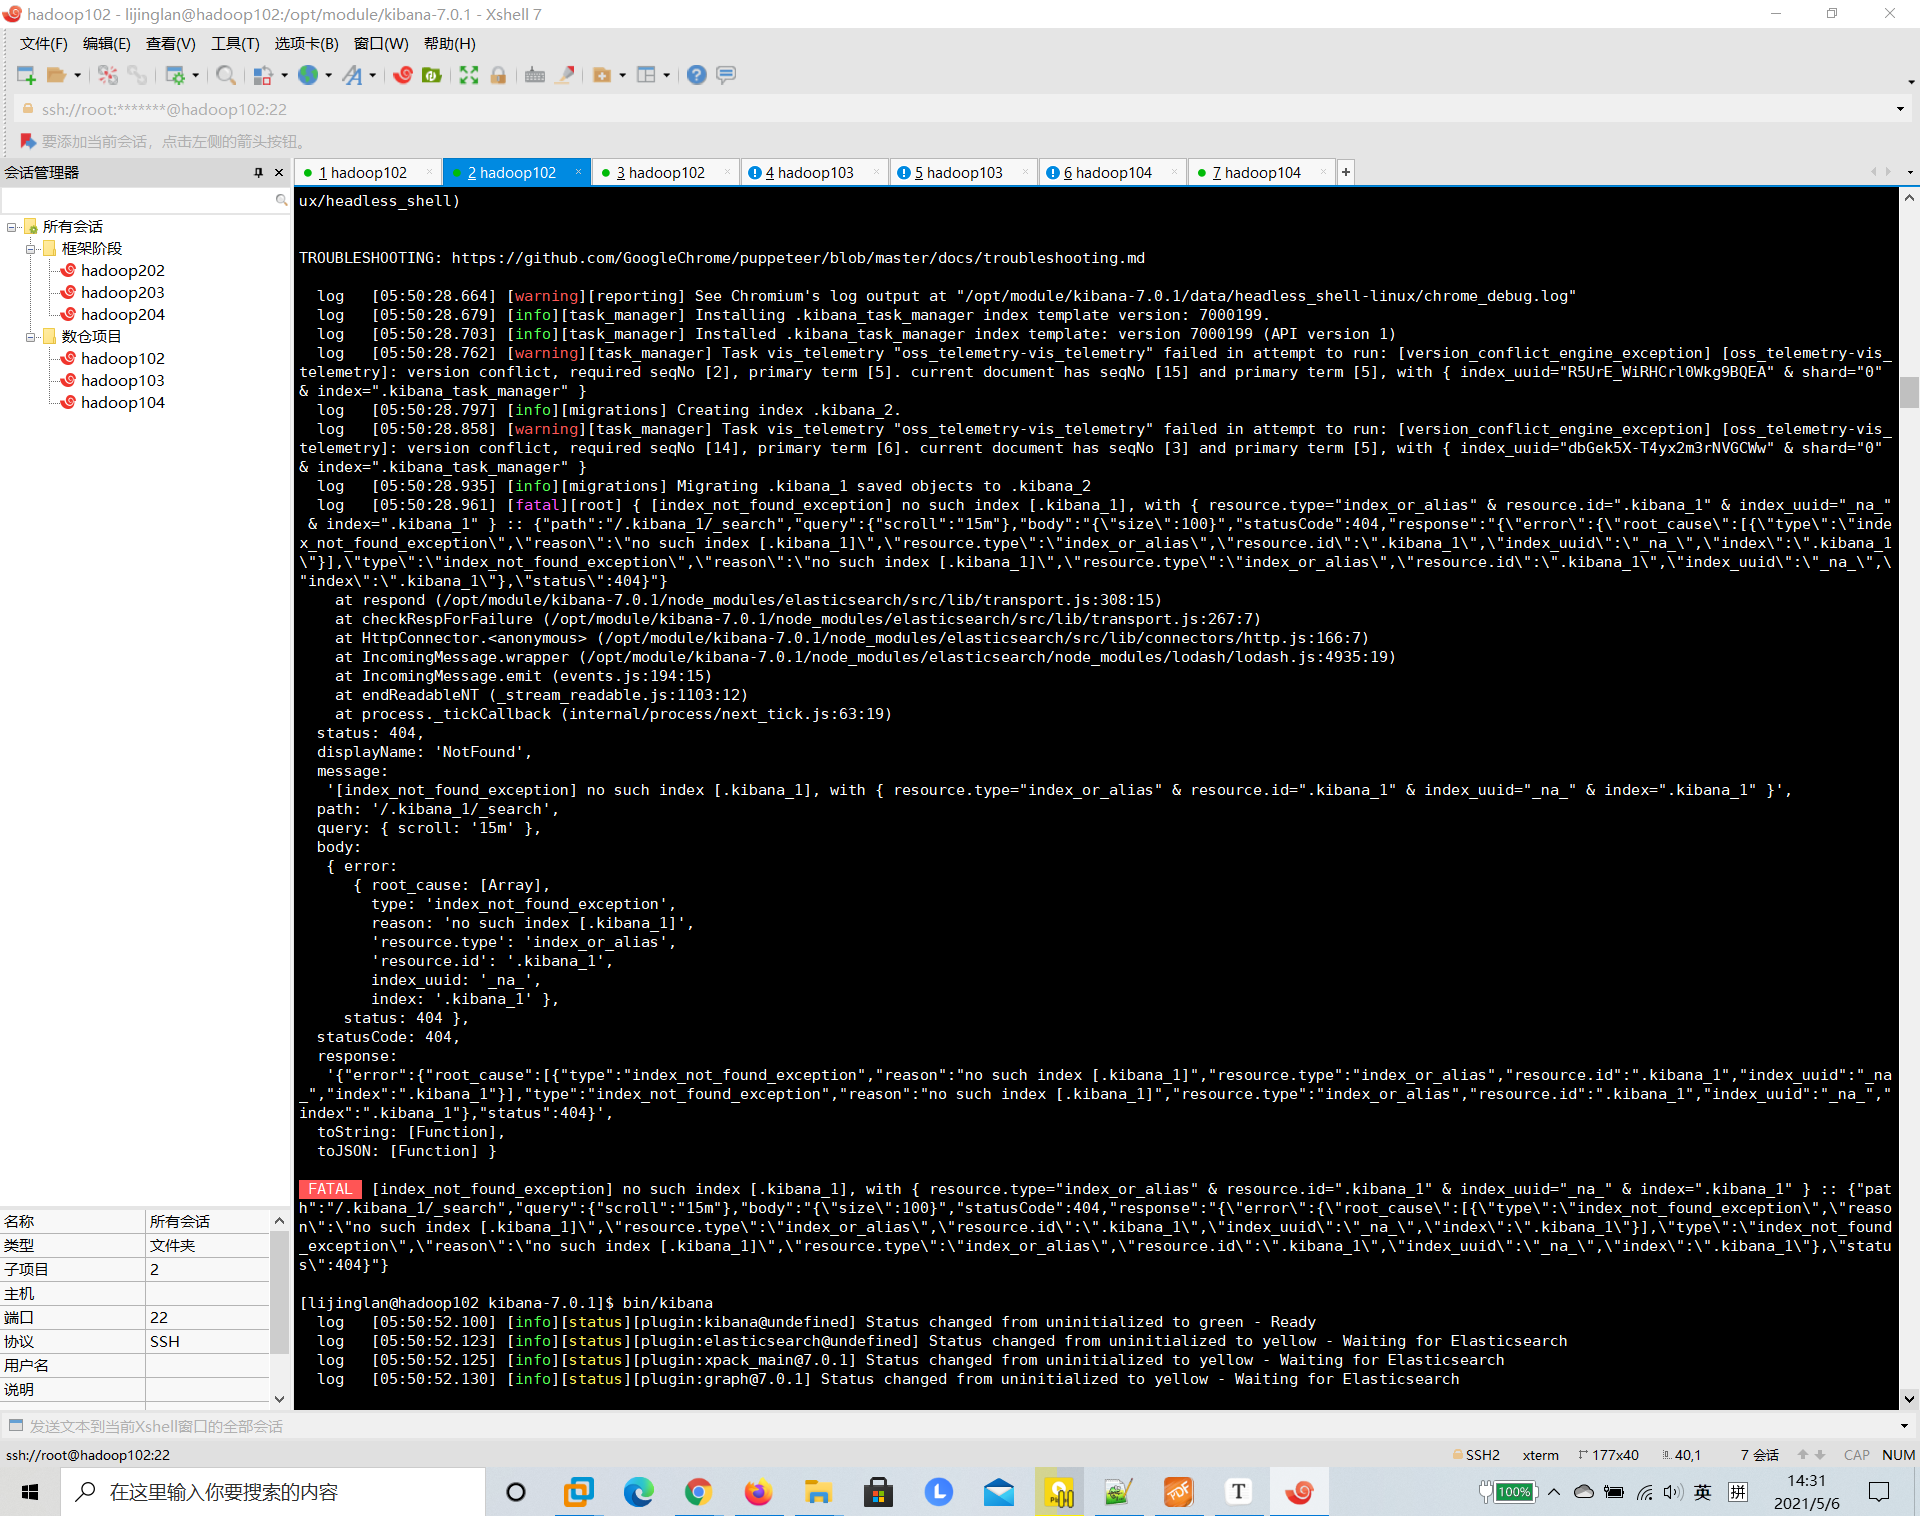 hadoop102 - lijinglan@hadoop102:/opt/module/kibana-7.0.1 - Xshell 7
文件(F) 编辑(E) 查看(V) 工具(T) 选项卡(B) 窗口(W) 帮助(H)
ssh://root:*******@hadoop102:22
要添加当前会话，点击左侧的箭头按钮。
会话管理器
1 hadoop102 2 hadoop102 3 hadoop102 4 hadoop103 5 hadoop103 6 hadoop104 7 hadoop104 +
所有会话
框架阶段
hadoop202
hadoop203
hadoop204
数仓项目
hadoop102
hadoop103
hadoop104
ux/headless_shell)
TROUBLESHOOTING: https://github.com/GoogleChrome/puppeteer/blob/master/docs/troubleshooting.md
log [05:50:28.664] [warning][reporting] See Chromium's log output at "/opt/module/kibana-7.0.1/data/headless_shell-linux/chrome_debug.log"
log [05:50:28.679] [info][task_manager] Installing .kibana_task_manager index template version: 7000199.
log [05:50:28.703] [info][task_manager] Installed .kibana_task_manager index template: version 7000199 (API version 1)
log [05:50:28.762] [warning][task_manager] Task vis_telemetry "oss_telemetry-vis_telemetry" failed in attempt to run: [version_conflict_engine_exception] [oss_telemetry-vis_
telemetry]: version conflict, required seqNo [2], primary term [5]. current document has seqNo [15] and primary term [5], with { index_uuid="R5UrE_WiRHCrl0Wkg9BQEA" & shard="0"
& index=".kibana_task_manager" }
log [05:50:28.797] [info][migrations] Creating index .kibana_2.
log [05:50:28.858] [warning][task_manager] Task vis_telemetry "oss_telemetry-vis_telemetry" failed in attempt to run: [version_conflict_engine_exception] [oss_telemetry-vis_
telemetry]: version conflict, required seqNo [14], primary term [6]. current document has seqNo [3] and primary term [5], with { index_uuid="dbGek5X-T4yx2m3rNVGCWw" & shard="0"
& index=".kibana_task_manager" }
log [05:50:28.935] [info][migrations] Migrating .kibana_1 saved objects to .kibana_2
log [05:50:28.961] [fatal][root] { [index_not_found_exception] no such index [.kibana_1], with { resource.type="index_or_alias" & resource.id=".kibana_1" & index_uuid="_na_"
& index=".kibana_1" } :: {"path":"/.kibana_1/_search","query":{"scroll":"15m"},"body":"{\"size\":100}","statusCode":404,"response":"{\"error\":{\"root_cause\":[{\"type\":\"inde
x_not_found_exception\",\"reason\":\"no such index [.kibana_1]\",\"resource.type\":\"index_or_alias\",\"resource.id\":\".kibana_1\",\"index_uuid\":\"_na_\",\"index\":\".kibana_1
\"}],\"type\":\"index_not_found_exception\",\"reason\":\"no such index [.kibana_1]\",\"resource.type\":\"index_or_alias\",\"resource.id\":\".kibana_1\",\"index_uuid\":\"_na_\",\
"index\":\".kibana_1\"},\"status\":404}"}
at respond (/opt/module/kibana-7.0.1/node_modules/elasticsearch/src/lib/transport.js:308:15)
at checkRespForFailure (/opt/module/kibana-7.0.1/node_modules/elasticsearch/src/lib/transport.js:267:7)
at HttpConnector.<anonymous> (/opt/module/kibana-7.0.1/node_modules/elasticsearch/src/lib/connectors/http.js:166:7)
at IncomingMessage.wrapper (/opt/module/kibana-7.0.1/node_modules/elasticsearch/node_modules/lodash/lodash.js:4935:19)
at IncomingMessage.emit (events.js:194:15)
at endReadableNT (_stream_readable.js:1103:12)
at process._tickCallback (internal/process/next_tick.js:63:19)
status: 404,
displayName: 'NotFound',
message:
'[index_not_found_exception] no such index [.kibana_1], with { resource.type="index_or_alias" & resource.id=".kibana_1" & index_uuid="_na_" & index=".kibana_1" }',
path: '/.kibana_1/_search',
query: { scroll: '15m' },
body:
{ error:
{ root_cause: [Array],
type: 'index_not_found_exception',
reason: 'no such index [.kibana_1]',
'resource.type': 'index_or_alias',
'resource.id': '.kibana_1',
index_uuid: '_na_',
index: '.kibana_1' },
status: 404 },
statusCode: 404,
response:
'{"error":{"root_cause":[{"type":"index_not_found_exception","reason":"no such index [.kibana_1]","resource.type":"index_or_alias","resource.id":".kibana_1","index_uuid":"_na
_","index":".kibana_1"}],"type":"index_not_found_exception","reason":"no such index [.kibana_1]","resource.type":"index_or_alias","resource.id":".kibana_1","index_uuid":"_na_","
index":".kibana_1"},"status":404}',
toString: [Function],
toJSON: [Function] }
FATAL [index_not_found_exception] no such index [.kibana_1], with { resource.type="index_or_alias" & resource.id=".kibana_1" & index_uuid="_na_" & index=".kibana_1" } :: {"pat
h":"/.kibana_1/_search","query":{"scroll":"15m"},"body":"{\"size\":100}","statusCode":404,"response":"{\"error\":{\"root_cause\":[{\"type\":\"index_not_found_exception\",\"reaso
n\":\"no such index [.kibana_1]\",\"resource.type\":\"index_or_alias\",\"resource.id\":\".kibana_1\",\"index_uuid\":\"_na_\",\"index\":\".kibana_1\"}],\"type\":\"index_not_found
_exception\",\"reason\":\"no such index [.kibana_1]\",\"resource.type\":\"index_or_alias\",\"resource.id\":\".kibana_1\",\"index_uuid\":\"_na_\",\"index\":\".kibana_1\"},\"statu
s\":404}"}
[lijinglan@hadoop102 kibana-7.0.1]$ bin/kibana
log [05:50:52.100] [info][status][plugin:kibana@undefined] Status changed from uninitialized to green - Ready
log [05:50:52.123] [info][status][plugin:elasticsearch@undefined] Status changed from uninitialized to yellow - Waiting for Elasticsearch
log [05:50:52.125] [info][status][plugin:xpack_main@7.0.1] Status changed from uninitialized to yellow - Waiting for Elasticsearch
log [05:50:52.130] [info][status][plugin:graph@7.0.1] Status changed from uninitialized to yellow - Waiting for Elasticsearch
名称 所有会话
类型 文件夹
子项目 2
主机
端口 22
协议 SSH
用户名
说明
发送文本到当前Xshell窗口的全部会话
ssh://root@hadoop102:22 SSH2 xterm 177x40 40,1 7 会话 CAP NUM
在这里输入你要搜索的内容 100% 英 拼 14:31
2021/5/6